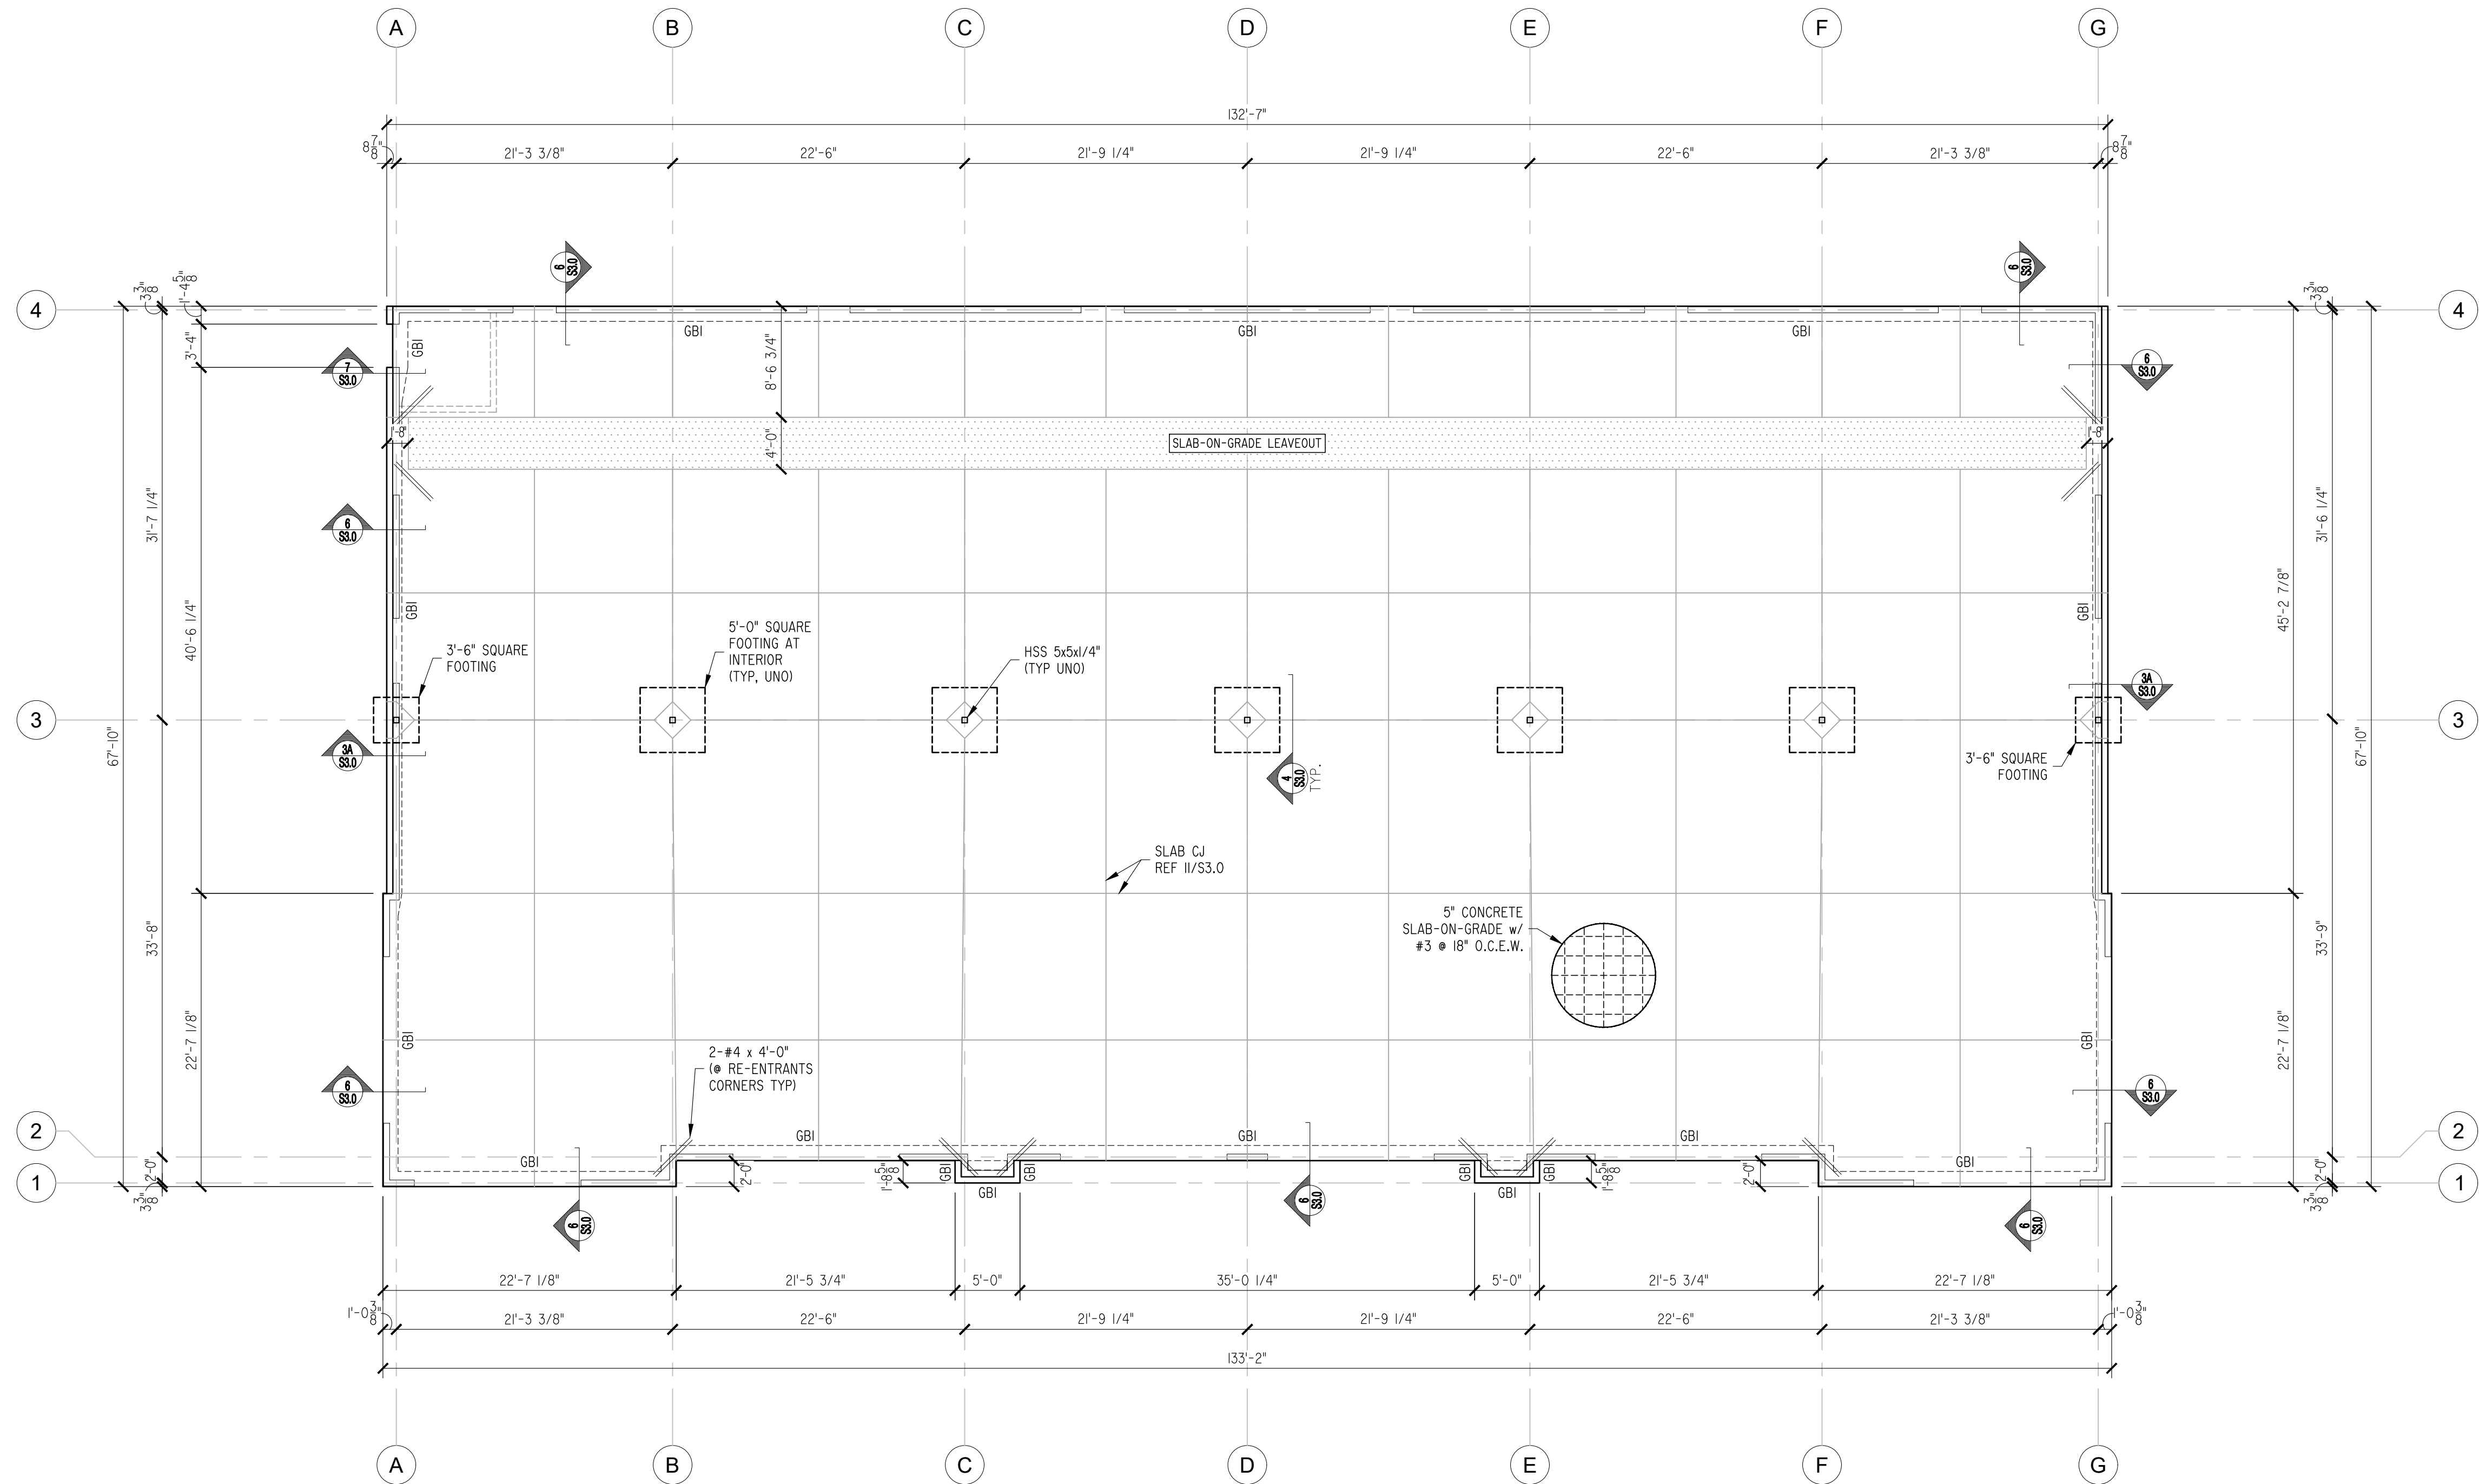 A
B
C
D
E
F
G
132'-7"
8 7/8"
21'-3 3/8"
22'-6"
21'-9 1/4"
21'-9 1/4"
22'-6"
21'-3 3/8"
8 7/8"
6
S3.0
6
S3.0
3 3/8"
1'-4 5/8"
3 3/8"
4
4
GBI
GBI
GBI
GBI
3'-4"
8'-6 3/4"
7
S3.0
6
S3.0
1'-8"
4'-0"
SLAB-ON-GRADE LEAVEOUT
1'-8"
31'-7 1/4"
6
S3.0
31'-6 1/4"
40'-6 1/4"
GBI
GBI
45'-2 7/8"
3'-6" SQUARE
FOOTING
5'-0" SQUARE
FOOTING AT
INTERIOR
(TYP, UNO)
HSS 5x5x1/4"
(TYP UNO)
3A
S3.0
3
3
67'-10"
3A
S3.0
4
S3.0
TYP.
3'-6" SQUARE
FOOTING
67'-10"
SLAB CJ
REF 11/S3.0
33'-8"
5" CONCRETE
SLAB-ON-GRADE w/
#3 @ 18" O.C.E.W.
33'-9"
22'-7 1/8"
GBI
2-#4 x 4'-0"
(@ RE-ENTRANTS
CORNERS TYP)
GBI
22'-7 1/8"
6
S3.0
6
S3.0
2
2
GBI
GBI
GBI
GBI
GBI
2'-0"
2'-0"
1'-8 5/8"
GBI
GBI
GBI
GBI
1'-8 5/8"
2'-0"
2'-0"
1
1
3 3/8"
GBI
GBI
3 3/8"
6
S3.0
6
S3.0
6
S3.0
22'-7 1/8"
21'-5 3/4"
5'-0"
35'-0 1/4"
5'-0"
21'-5 3/4"
22'-7 1/8"
1'-0 3/8"
21'-3 3/8"
22'-6"
21'-9 1/4"
21'-9 1/4"
22'-6"
21'-3 3/8"
1'-0 3/8"
133'-2"
A
B
C
D
E
F
G